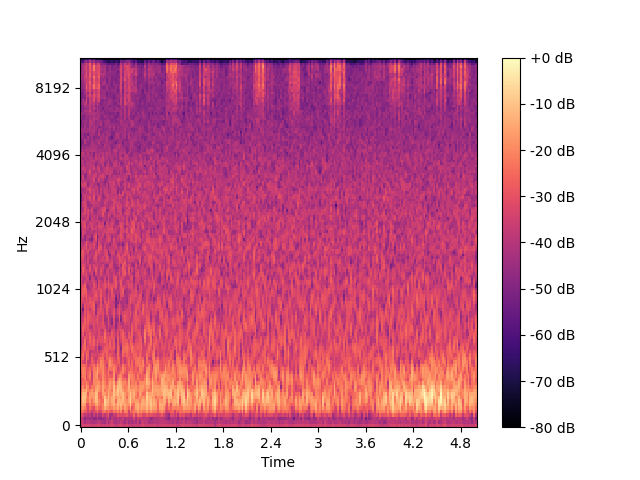 Hz
8192
4096
2048
1024
512
0
0 0.6 1.2 1.8 2.4 3 3.6 4.2 4.8
Time
+0 dB
-10 dB
-20 dB
-30 dB
-40 dB
-50 dB
-60 dB
-70 dB
-80 dB